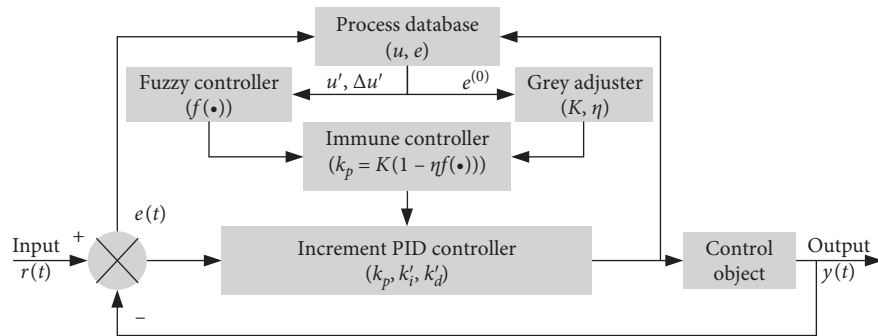 Process database
(u, e)
Fuzzy controller
(f(•))
u′, Δu′
e⁽⁰⁾
Grey adjuster
(K, η)
Immune controller
(kₚ = K(1 − ηf(•)))
e(t)
Input
r(t)
+
−
Increment PID controller
(kₚ, k′ᵢ, k′d)
Control
object
Output
y(t)